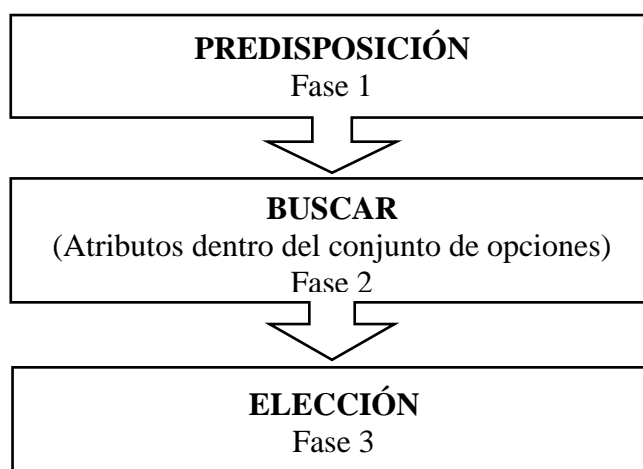 PREDISPOSICIÓN
Fase 1
BUSCAR
(Atributos dentro del conjunto de opciones)
Fase 2
ELECCIÓN
Fase 3